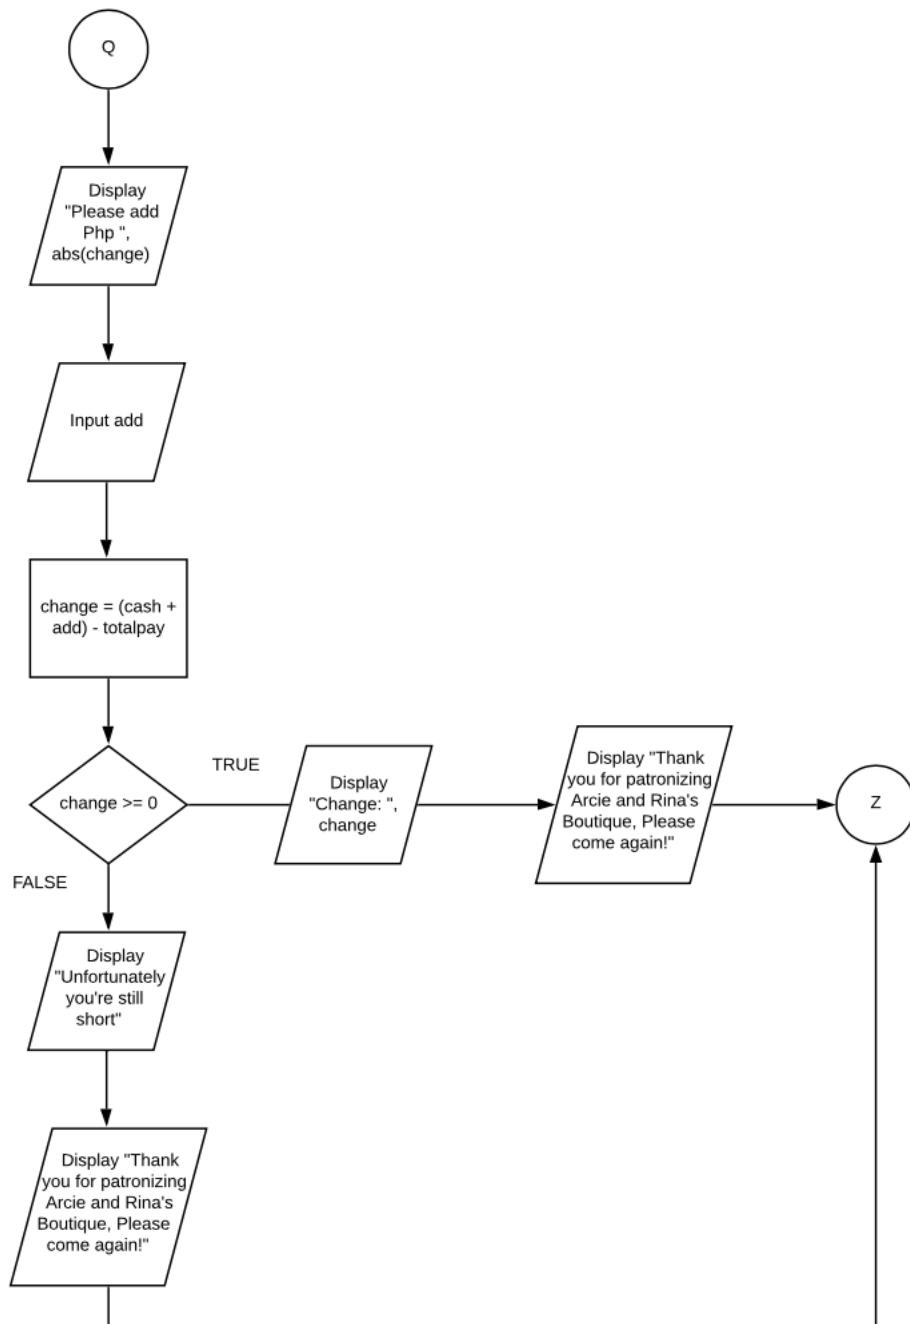 Q
Display
"Please add
Php ",
abs(change)
Input add
change = (cash +
add) - totalpay
change >= 0
TRUE
Display
"Change: ",
change
Display "Thank
you for patronizing
Arcie and Rina's
Boutique, Please
come again!"
Z
FALSE
Display
"Unfortunately
you're still
short"
Display "Thank
you for patronizing
Arcie and Rina's
Boutique, Please
come again!"